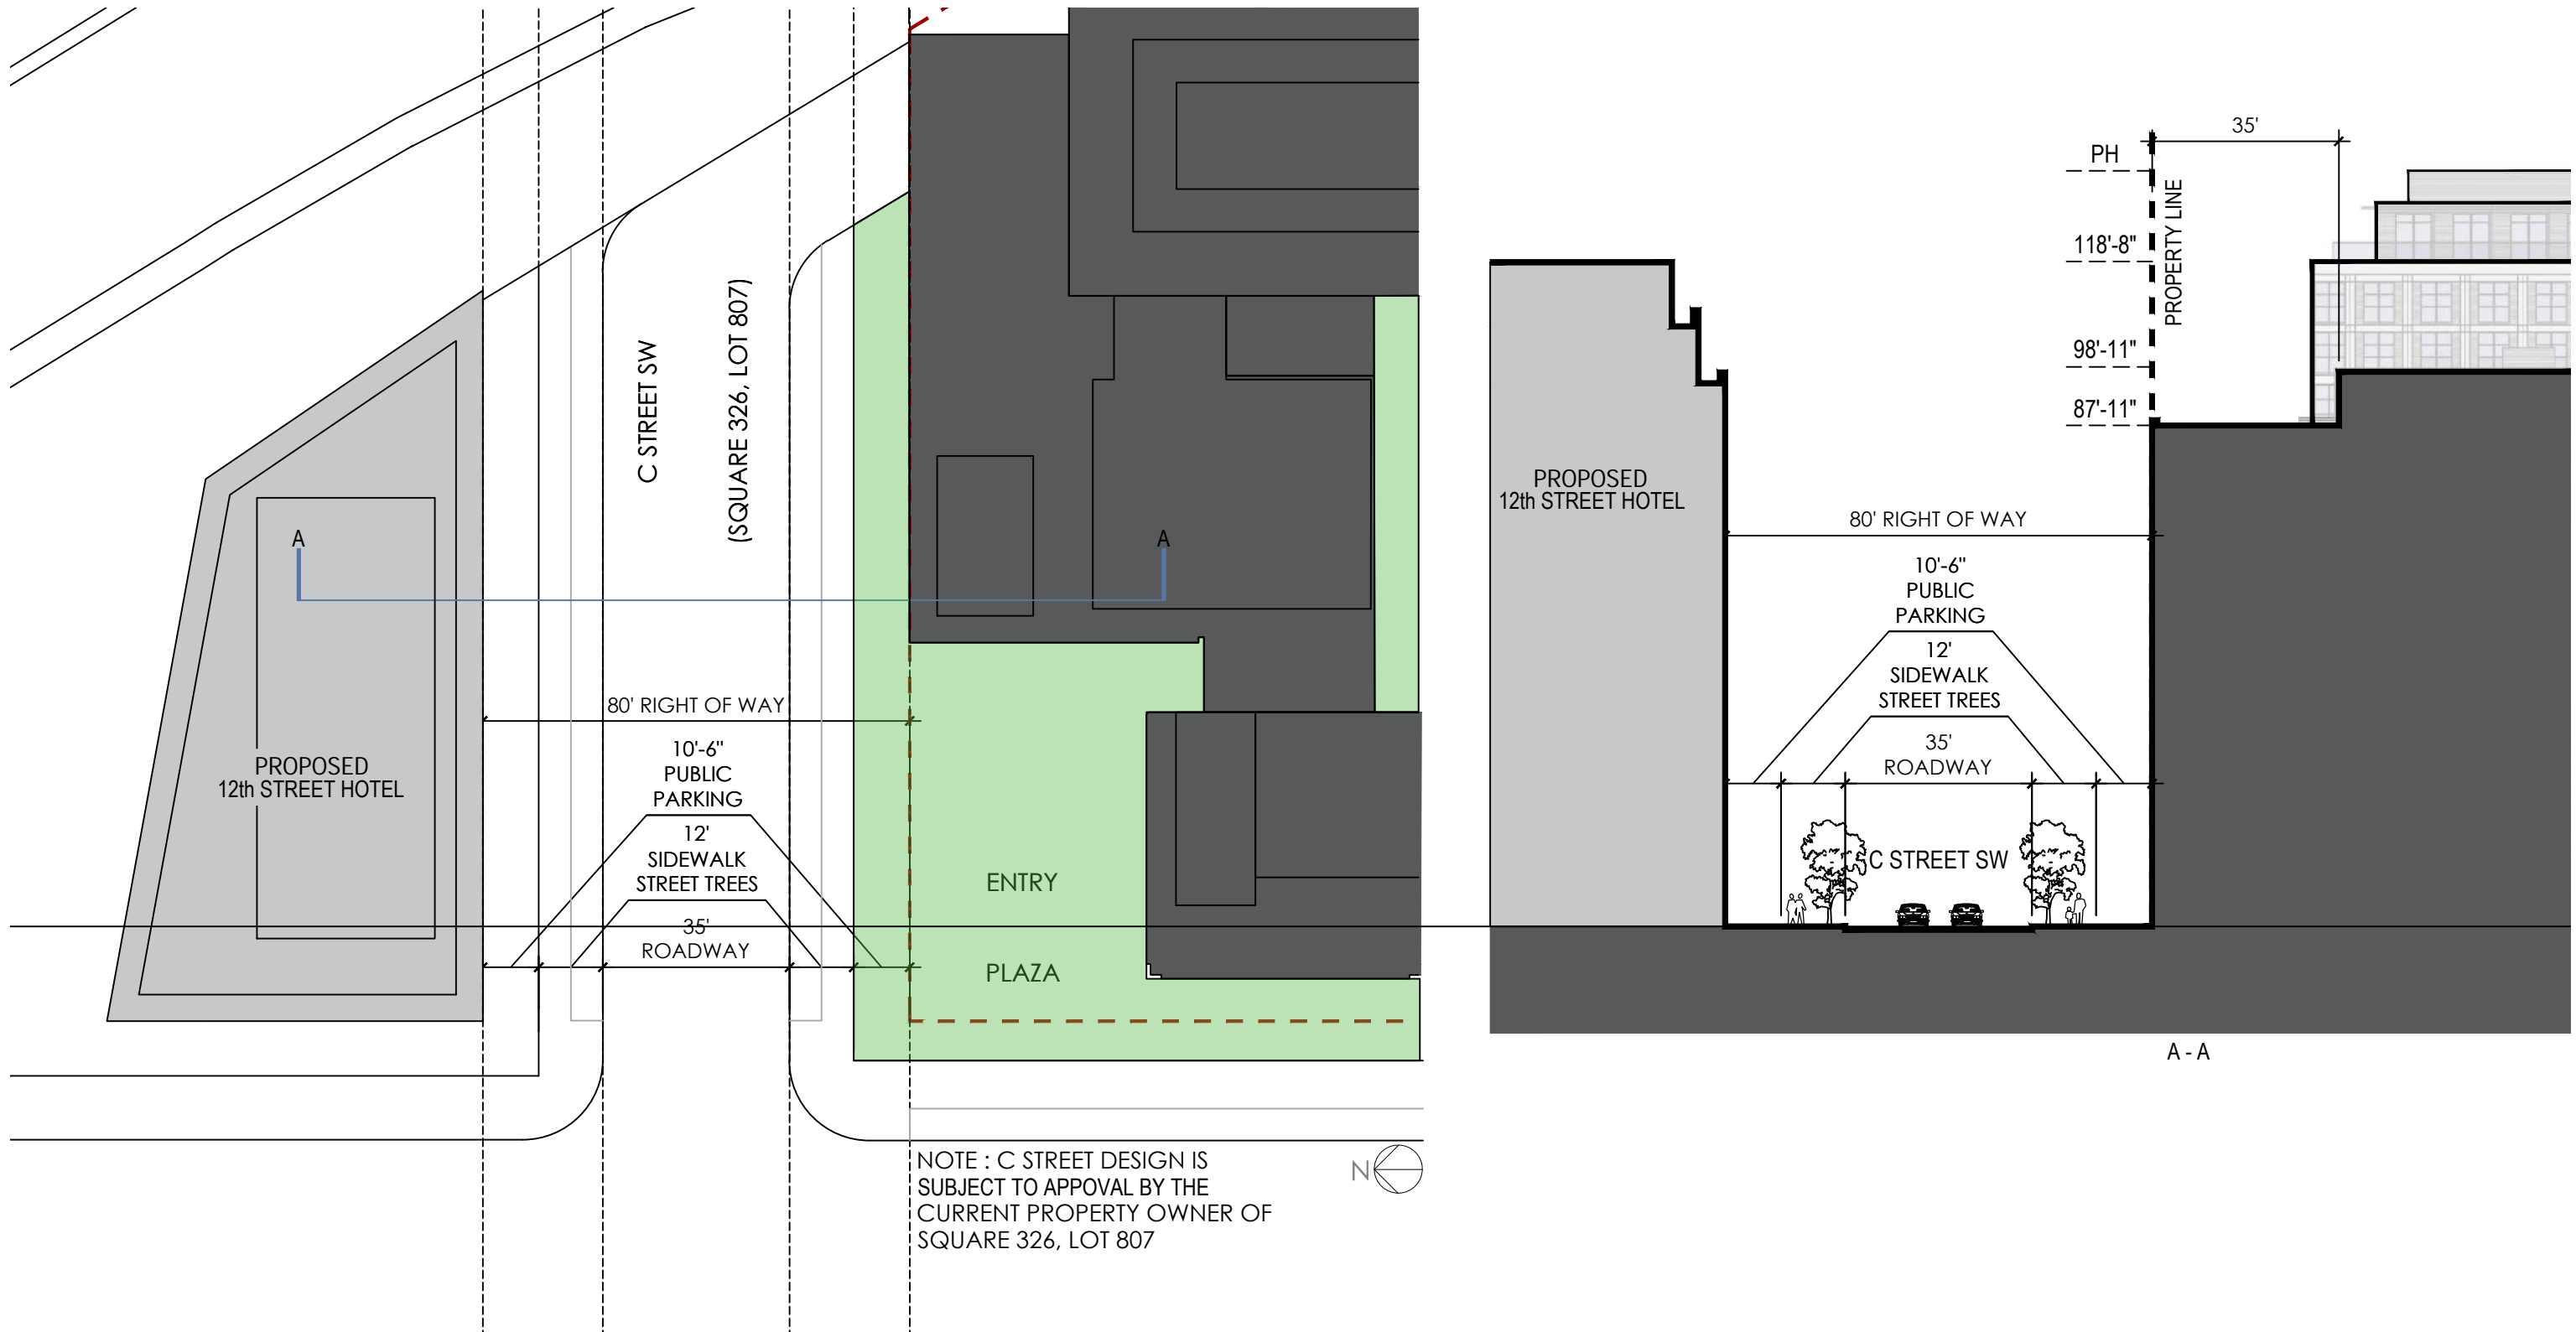 C STREET SW
(SQUARE 326, LOT 807)
A
A
80' RIGHT OF WAY
10'-6"
PUBLIC
PARKING
12'
SIDEWALK
STREET TREES
35'
ROADWAY
PROPOSED
12th STREET HOTEL
ENTRY
PLAZA
NOTE : C STREET DESIGN IS
SUBJECT TO APPOVAL BY THE
CURRENT PROPERTY OWNER OF
SQUARE 326, LOT 807
N
35'
PH
PROPERTY LINE
118'-8"
98'-11"
87'-11"
PROPOSED
12th STREET HOTEL
80' RIGHT OF WAY
10'-6"
PUBLIC
PARKING
12'
SIDEWALK
STREET TREES
35'
ROADWAY
C STREET SW
A - A